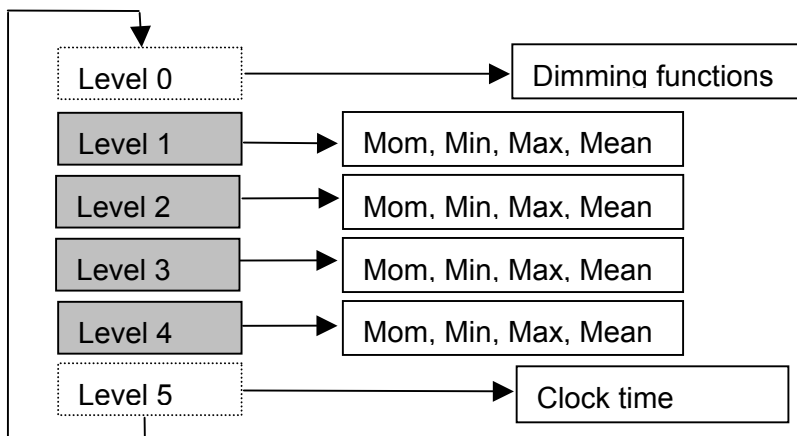 Level 0
Dimming functions
Level 1
Mom, Min, Max, Mean
Level 2
Mom, Min, Max, Mean
Level 3
Mom, Min, Max, Mean
Level 4
Mom, Min, Max, Mean
Level 5
Clock time